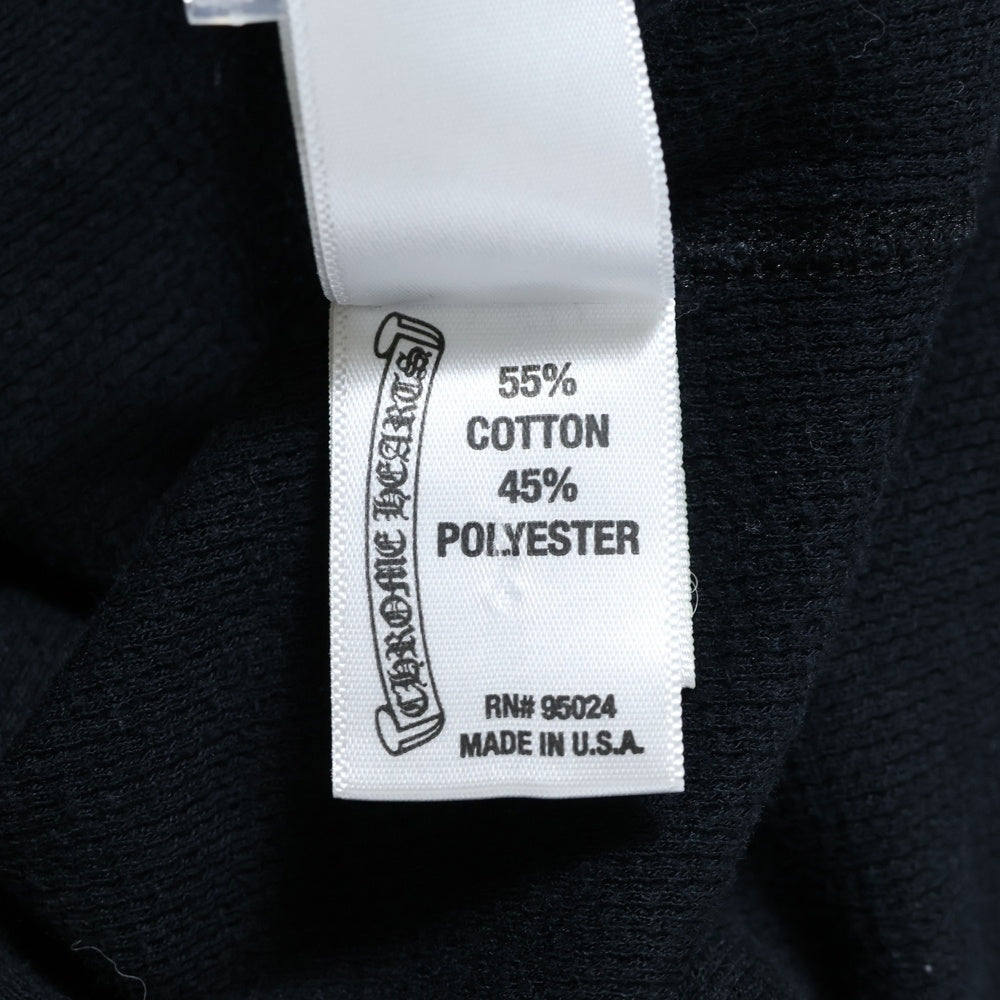 CHROME HEARTS
55%
COTTON
45%
POLYESTER
RN# 95024
MADE IN U.S.A.